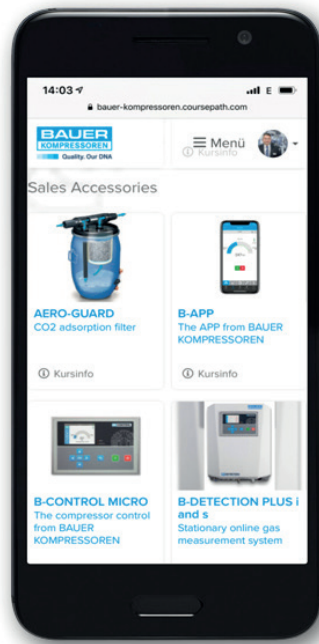 14:03
E
bauer-kompressoren.coursepath.com
BAUER
KOMPRESSOREN
Quality: Our DNA
Menü
Kursinfo
Sales Accessories
AERO-GUARD
CO2 adsorption filter
Kursinfo
B-APP
The APP from BAUER
KOMPRESSOREN
Kursinfo
B-CONTROL MICRO
The compressor control
from BAUER
KOMPRESSOREN
BAUER
B-DETECTION PLUS i
and s
Stationary online gas
measurement system